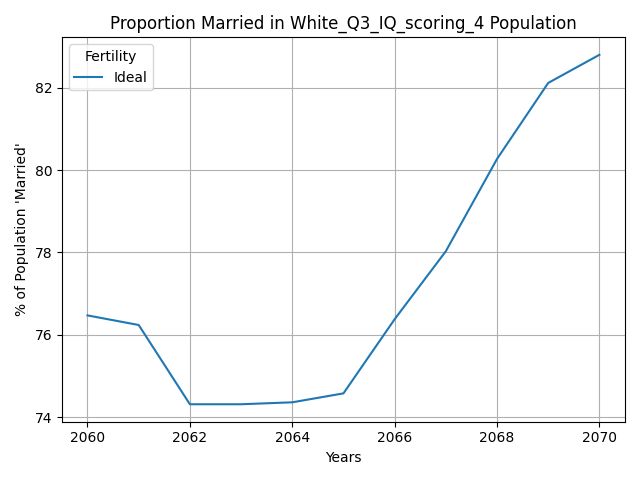 Proportion Married in White_Q3_IQ_scoring_4 Population
Fertility
Ideal
% of Population 'Married'
82
80
78
76
74
2060
2062
2064
2066
2068
2070
Years